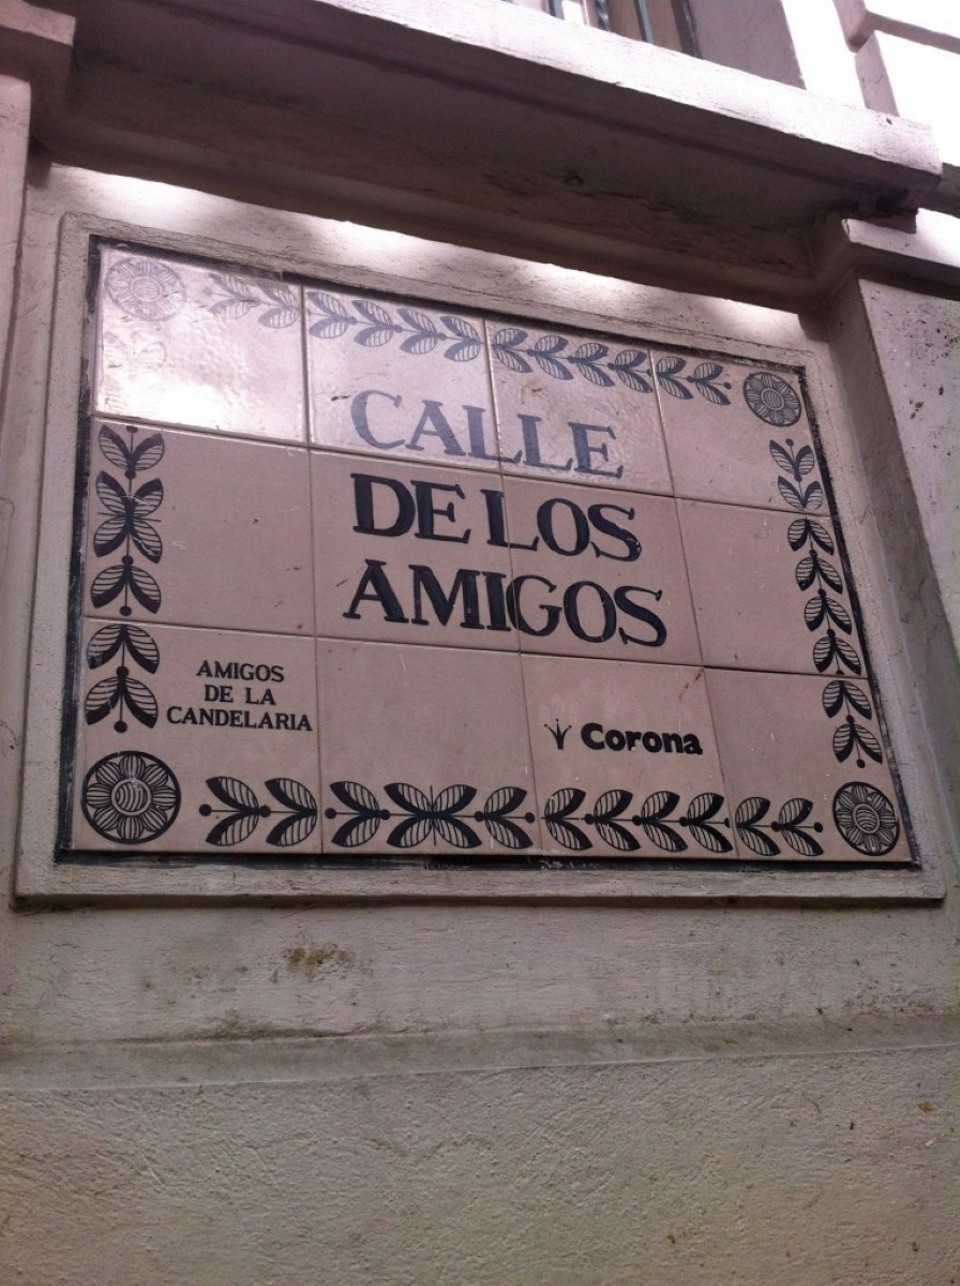 CALLE
DE LOS
AMIGOS
AMIGOS
DE LA
CANDELARIA
Corona